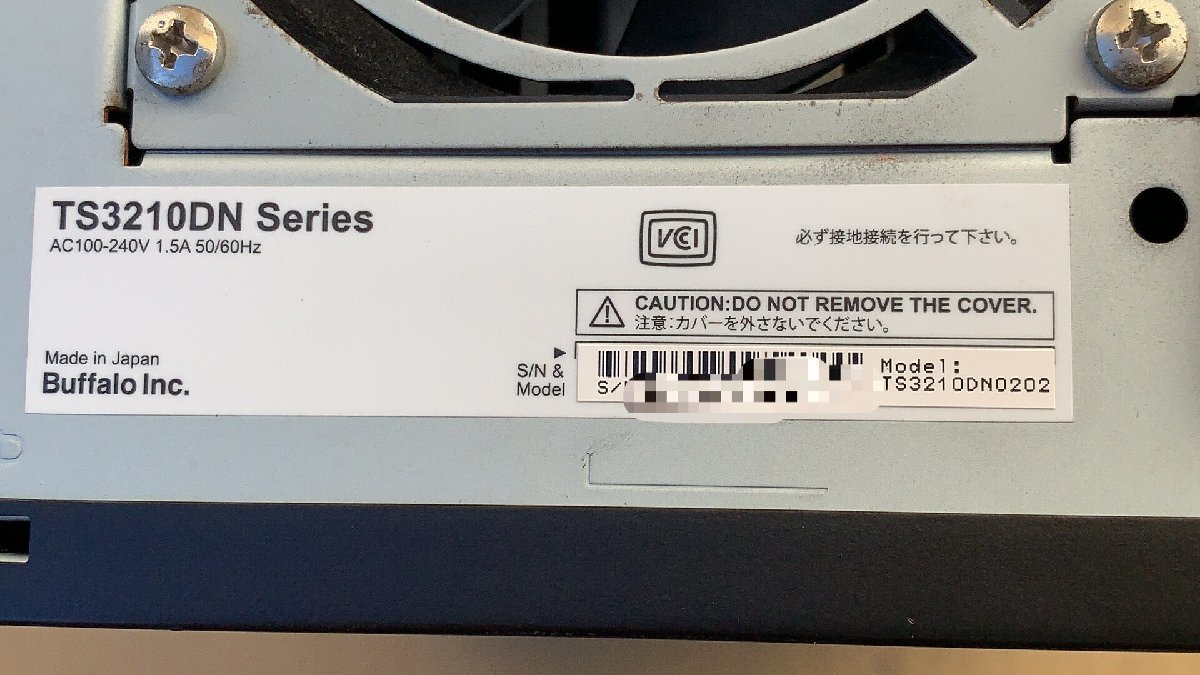 TS3210DN Series
AC100-240V 1.5A 50/60Hz
VCCI
必ず接地接続を行って下さい。
CAUTION:DO NOT REMOVE THE COVER.
注意:カバーを外さないでください。
Made in Japan
Buffalo Inc.
S/N &
Model
S/
Model:
TS3210DN0202